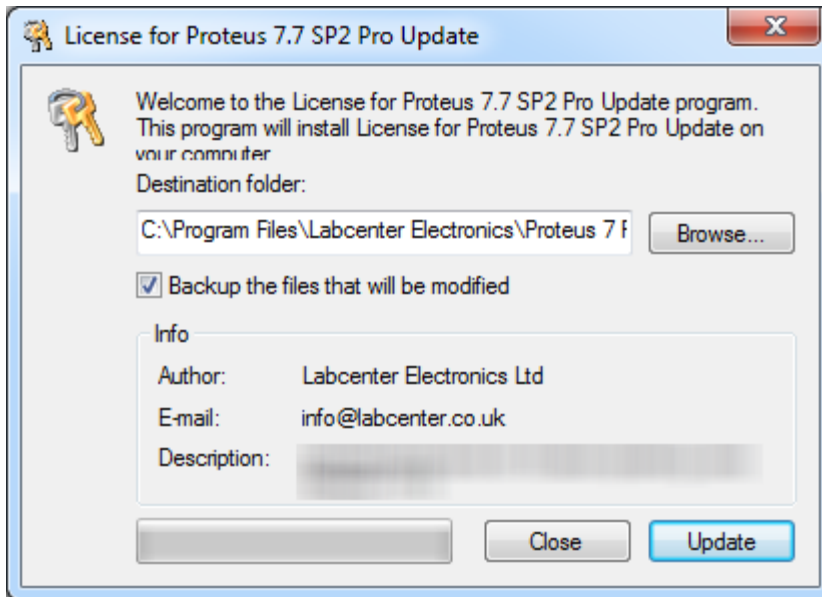 License for Proteus 7.7 SP2 Pro Update
Welcome to the License for Proteus 7.7 SP2 Pro Update program.
This program will install License for Proteus 7.7 SP2 Pro Update on
your computer
Destination folder:
C:\Program Files\Labcenter Electronics\Proteus 7 
Browse...
Backup the files that will be modified
Info
Author: Labcenter Electronics Ltd
E-mail: info@labcenter.co.uk
Description:
Close
Update